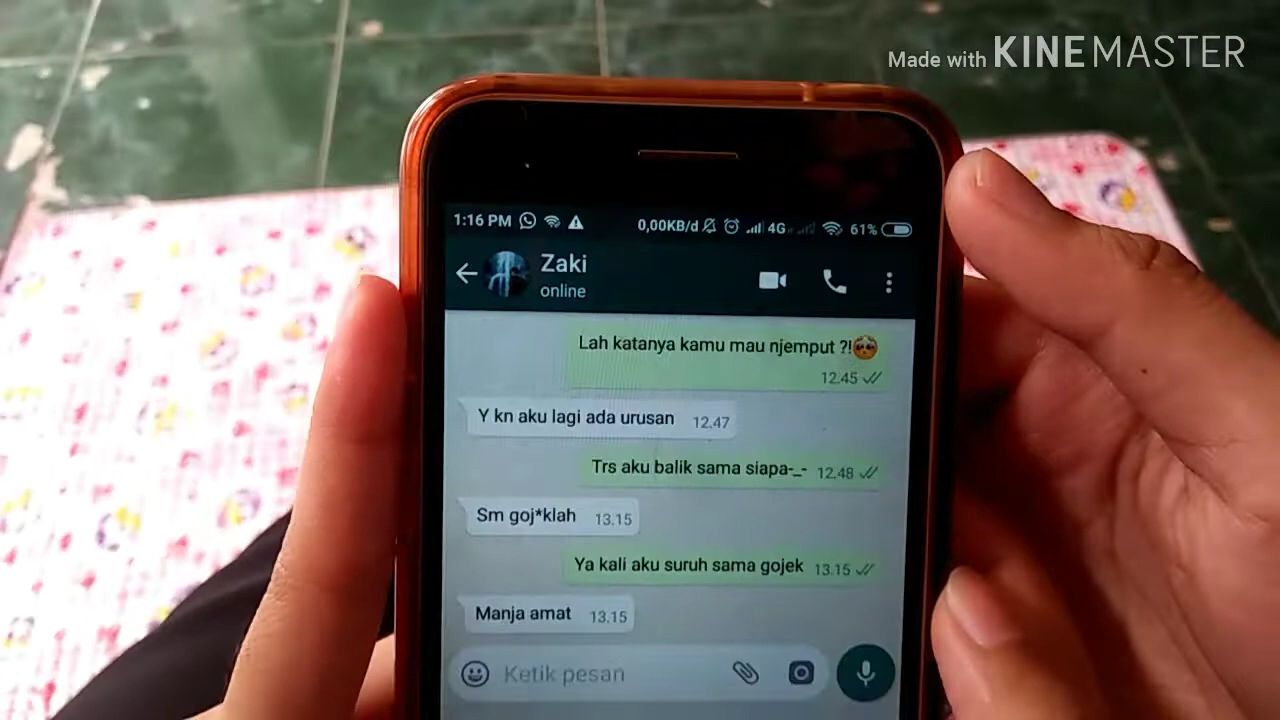 Made with KINEMASTER
1:16 PM 0,00KB/d 4G 61%
Zaki
online
Lah katanya kamu mau njemput ?!🥺
12.45
Y kn aku lagi ada urusan 12.47
Trs aku balik sama siapa-_- 12.48
Sm goj*klah 13.15
Ya kali aku suruh sama gojek 13.15
Manja amat 13.15
Ketik pesan